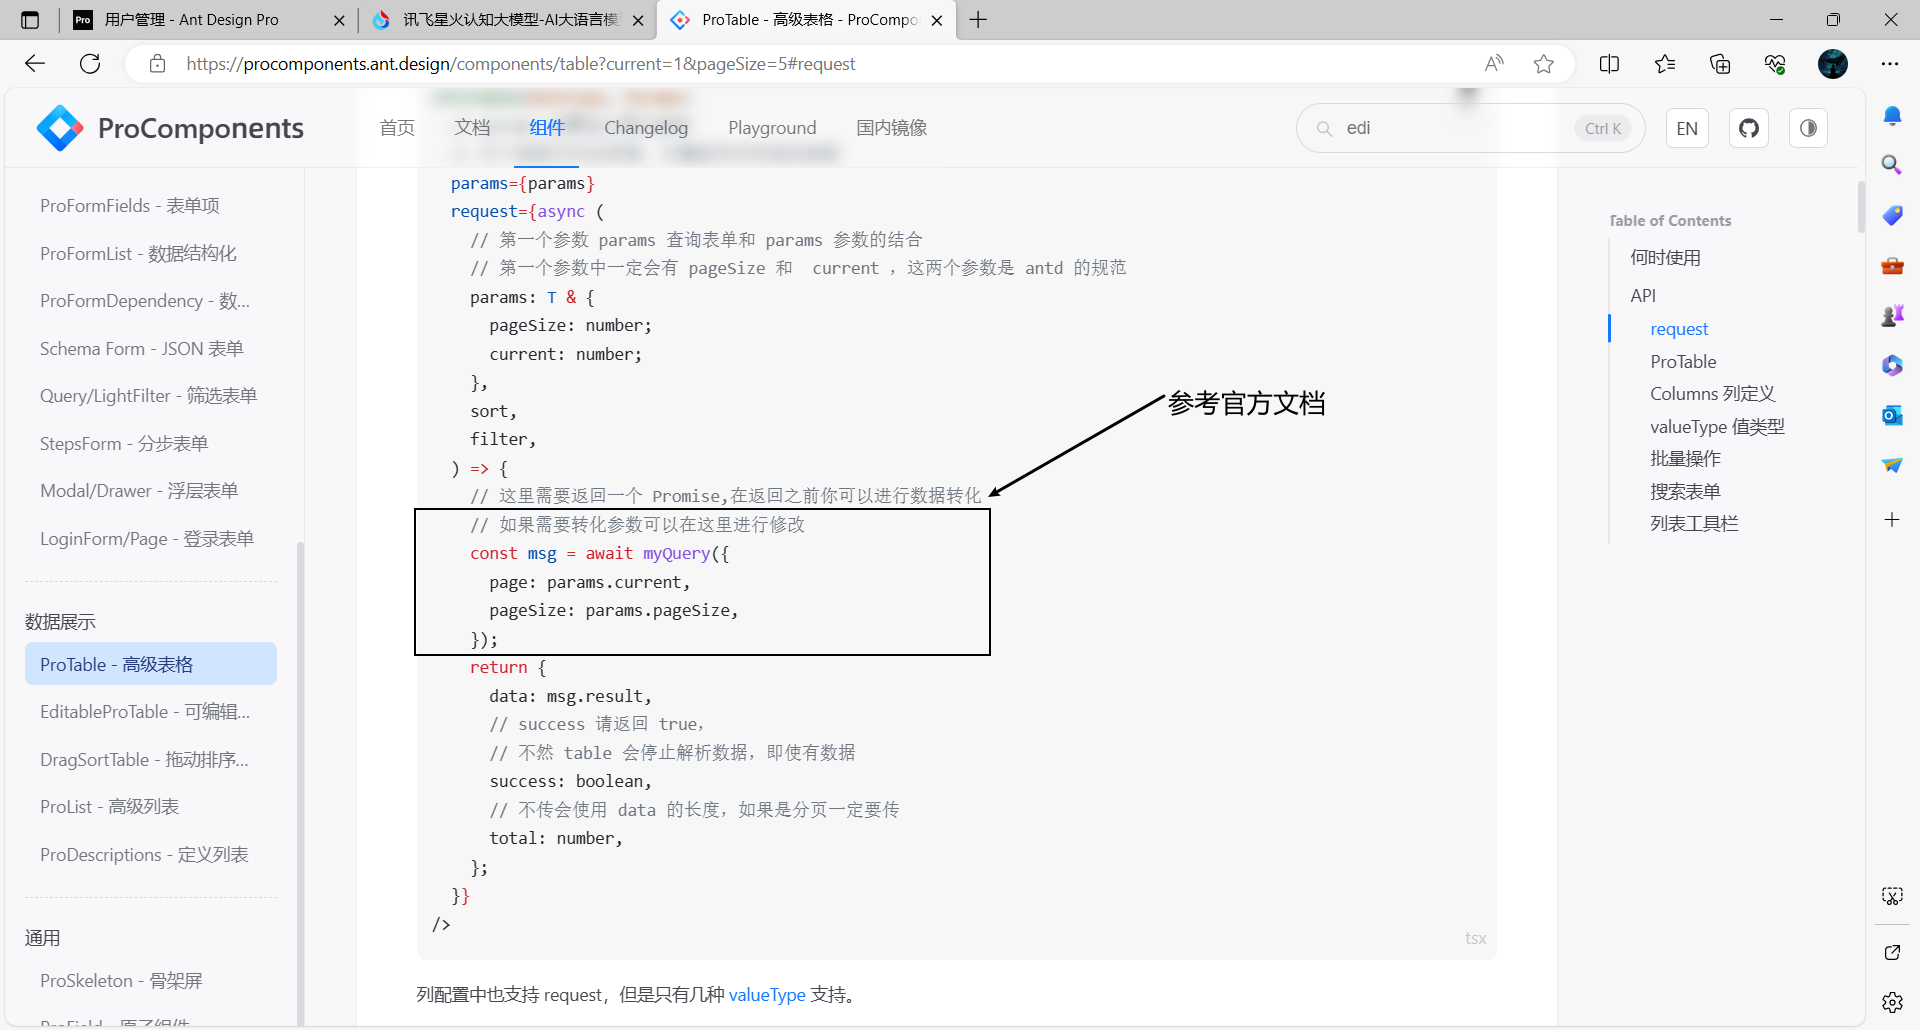 用户管理 - Ant Design Pro
讯飞星火认知大模型-AI大语言模
ProTable - 高级表格 - ProCompo
https://procomponents.ant.design/components/table?current=1&pageSize=5#request
ProComponents
首页
文档
组件
Changelog
Playground
国内镜像
edi
Ctrl K
EN
ProFormFields - 表单项
ProFormList - 数据结构化
ProFormDependency - 数...
Schema Form - JSON 表单
Query/LightFilter - 筛选表单
StepsForm - 分步表单
Modal/Drawer - 浮层表单
LoginForm/Page - 登录表单
数据展示
ProTable - 高级表格
EditableProTable - 可编辑...
DragSortTable - 拖动排序...
ProList - 高级列表
ProDescriptions - 定义列表
通用
ProSkeleton - 骨架屏
params={params}
request={async (
// 第一个参数 params 查询表单和 params 参数的结合
// 第一个参数中一定会有 pageSize 和  current ，这两个参数是 antd 的规范
params: T & {
pageSize: number;
current: number;
},
sort,
filter,
) => {
// 这里需要返回一个 Promise,在返回之前你可以进行数据转化
// 如果需要转化参数可以在这里进行修改
const msg = await myQuery({
page: params.current,
pageSize: params.pageSize,
});
return {
data: msg.result,
// success 请返回 true，
// 不然 table 会停止解析数据，即使有数据
success: boolean,
// 不传会使用 data 的长度，如果是分页一定要传
total: number,
};
}}
/>
tsx
参考官方文档
列配置中也支持 request，但是只有几种 valueType 支持。
Table of Contents
何时使用
API
request
ProTable
Columns 列定义
valueType 值类型
批量操作
搜索表单
列表工具栏